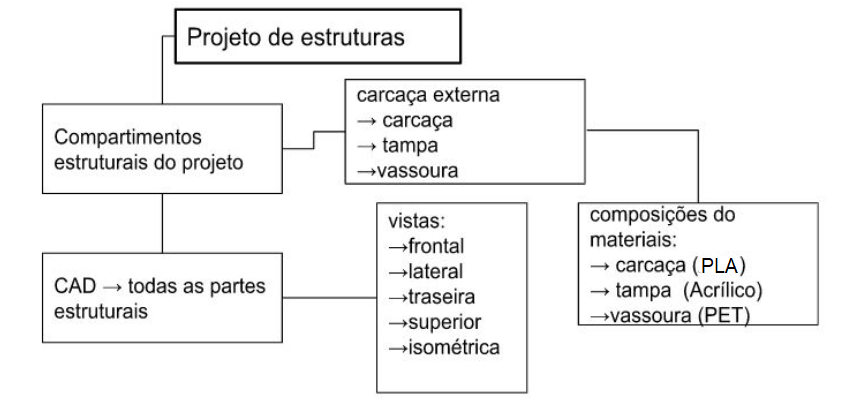 Projeto de estruturas
Compartimentos
estruturais do projeto
carcaça externa
→ carcaça
→ tampa
→vassoura
composições do
materiais:
→ carcaça (PLA)
→ tampa (Acrílico)
→vassoura (PET)
CAD → todas as partes
estruturais
vistas:
→frontal
→lateral
→traseira
→superior
→isométrica